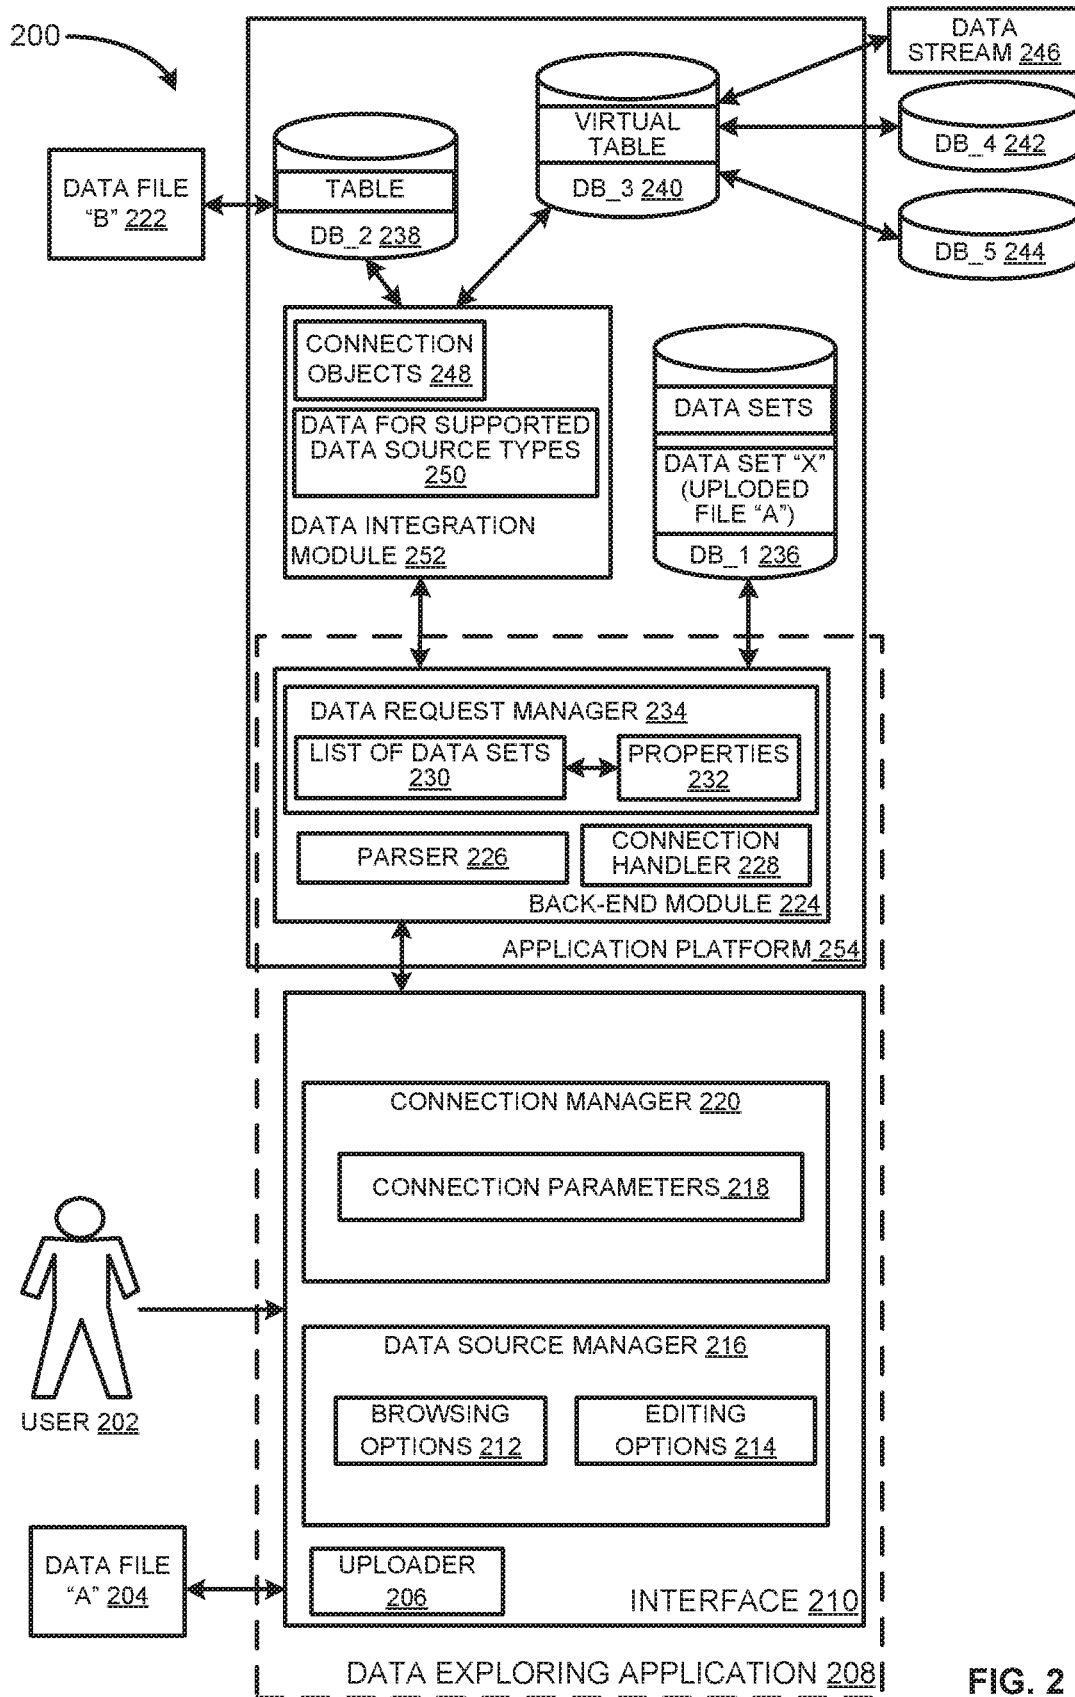 200
DATA
STREAM 246
VIRTUAL
TABLE
DB_3 240
DB_4 242
DATA FILE
“B” 222
TABLE
DB_2 238
DB_5 244
CONNECTION
OBJECTS 248
DATA FOR SUPPORTED
DATA SOURCE TYPES
250
DATA INTEGRATION
MODULE 252
DATA SETS
DATA SET “X”
(UPLODED
FILE “A”)
DB_1 236
DATA REQUEST MANAGER 234
LIST OF DATA SETS
230
PROPERTIES
232
PARSER 226
CONNECTION
HANDLER 228
BACK-END MODULE 224
APPLICATION PLATFORM 254
CONNECTION MANAGER 220
CONNECTION PARAMETERS 218
USER 202
DATA SOURCE MANAGER 216
BROWSING
OPTIONS 212
EDITING
OPTIONS 214
DATA FILE
“A” 204
UPLOADER
206
INTERFACE 210
DATA EXPLORING APPLICATION 208
FIG. 2